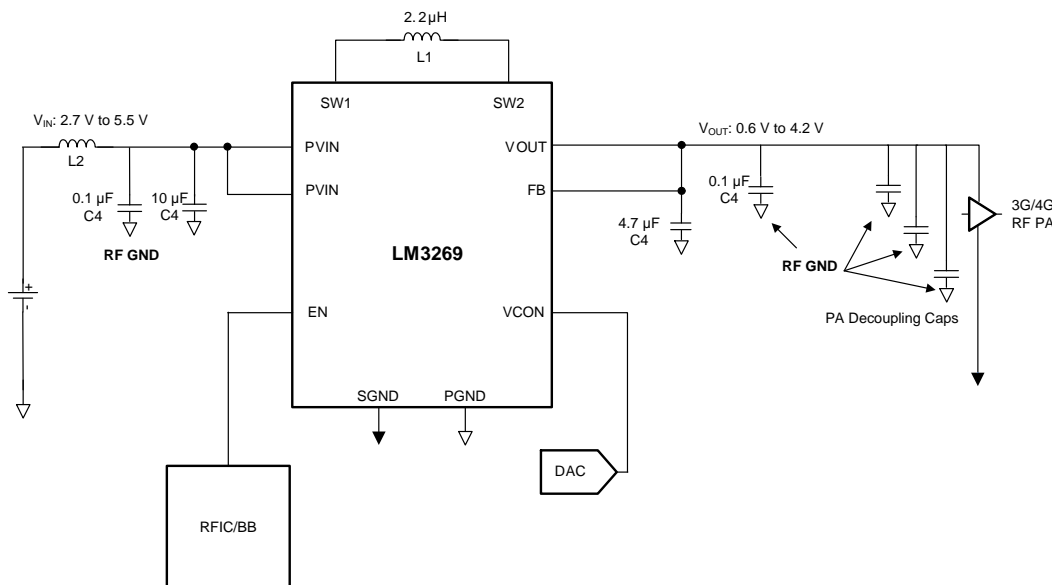 2.2 µH
L1
SW1
SW2
VIN: 2.7 V to 5.5 V
L2
PVIN
PVIN
0.1 µF
C4
10 µF
C4
RF GND
LM3269
VOUT
FB
VOUT: 0.6 V to 4.2 V
0.1 µF
C4
4.7 µF
C4
RF GND
3G/4G
RF PA
PA Decoupling Caps
+
-
EN
VCON
SGND
PGND
DAC
RFIC/BB